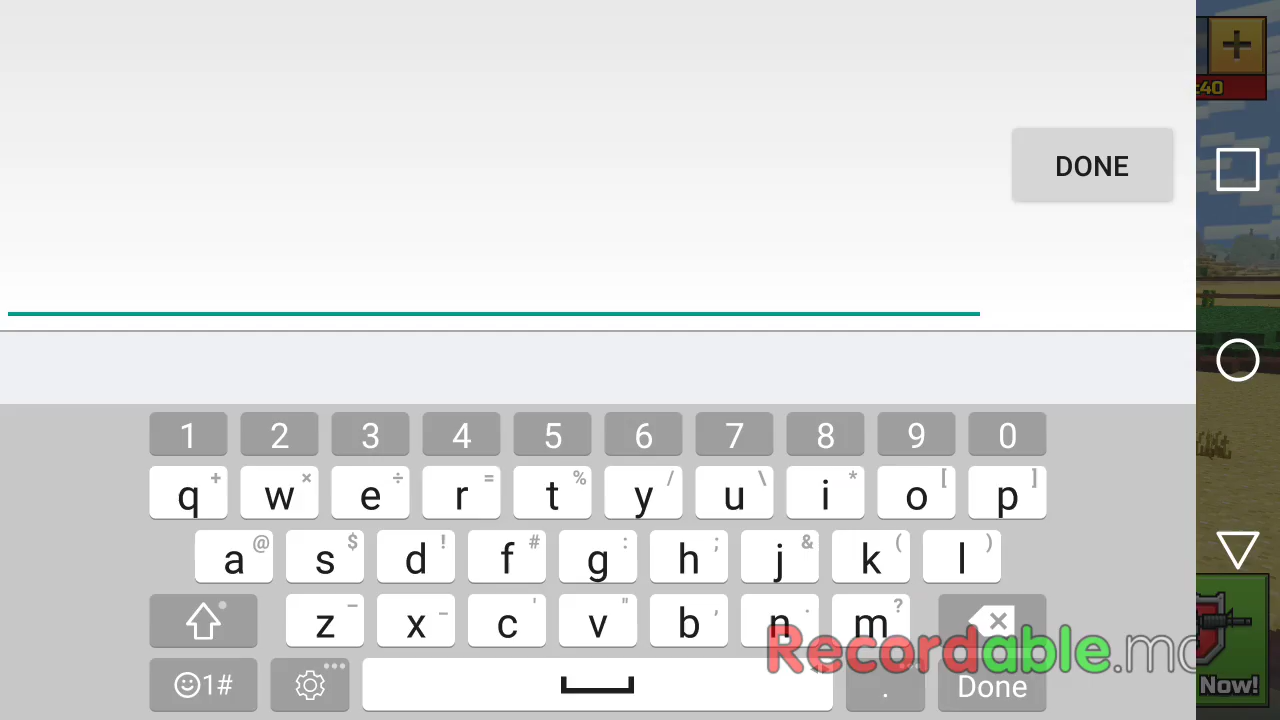 :40
DONE
1 2 3 4 5 6 7 8 9 0
q + w × e ÷ r = t % y / u \ i * o [ p ]
a @ s $ d ! f # g : h ; j & k ( l )
z – x – c ' v " b , n . m ?
1# . Done
Recordable.mo
Now!